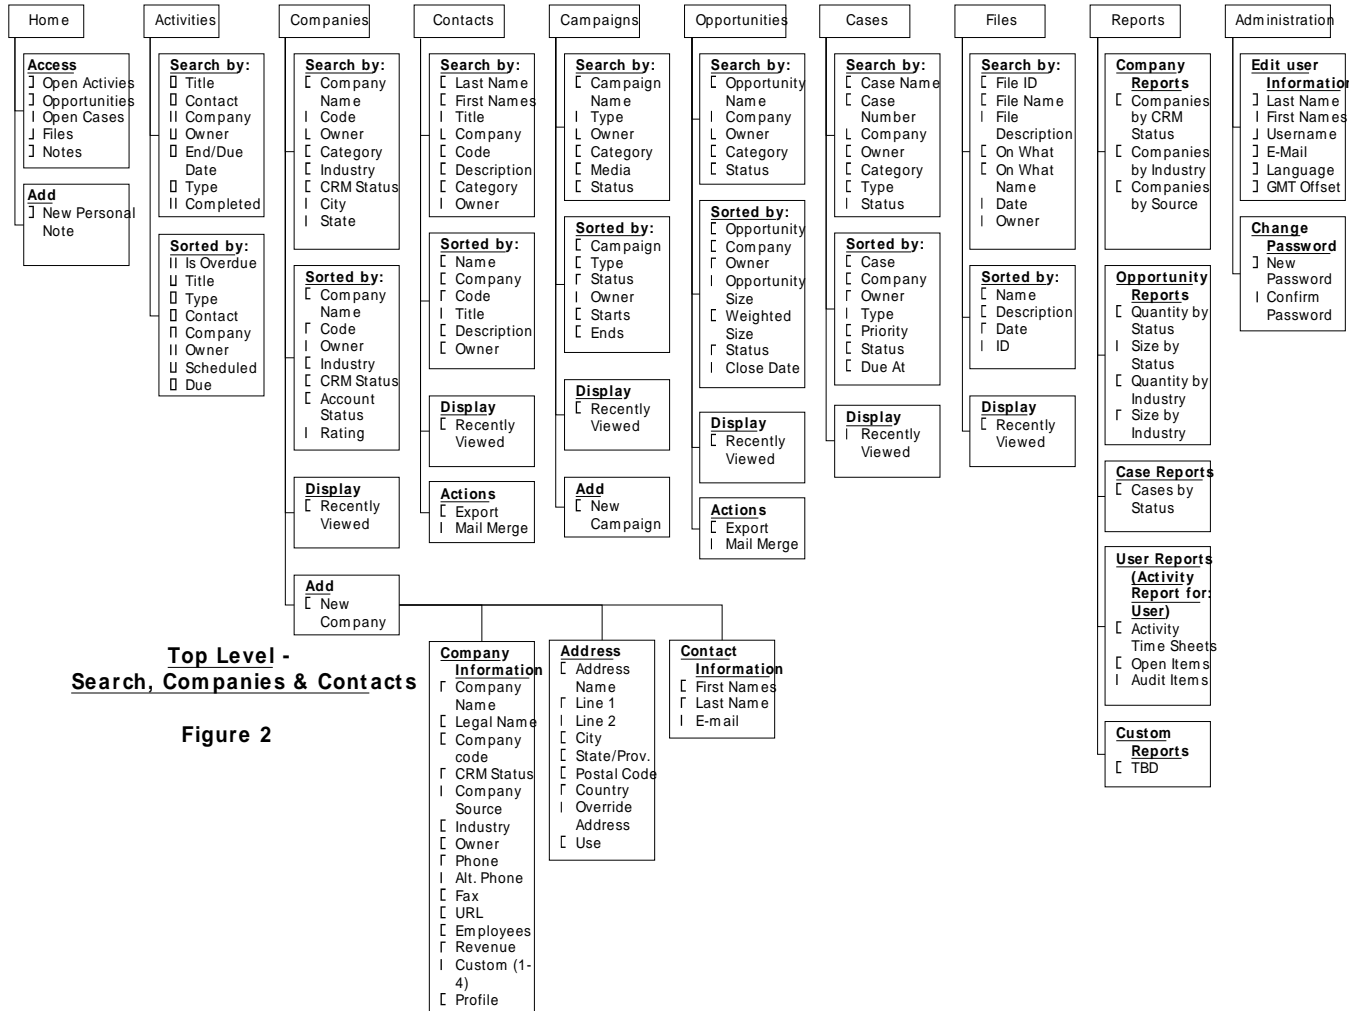 Home
Access
Open Activies
Opportunities
Open Cases
Files
Notes
Add
New Personal
Note
Activities
Search by:
Title
Contact
Company
Owner
End/Due
Date
Type
Completed
Sorted by:
Is Overdue
Title
Type
Contact
Company
Owner
Scheduled
Due
Companies
Search by:
Company
Name
Code
Owner
Category
Industry
CRM Status
City
State
Sorted by:
Company
Name
Code
Owner
Industry
CRM Status
Account
Status
Rating
Display
Recently
Viewed
Add
New
Company
Company
Information
Company
Name
Legal Name
Company
code
CRM Status
Company
Source
Industry
Owner
Phone
Alt. Phone
Fax
URL
Employees
Revenue
Custom (1-
4)
Profile
Address
Address
Name
Line 1
Line 2
City
State/Prov.
Postal Code
Country
Override
Address
Use
Contact
Information
First Names
Last Name
E-mail
Contacts
Search by:
Last Name
First Names
Title
Company
Code
Description
Category
Owner
Sorted by:
Name
Company
Code
Title
Description
Owner
Display
Recently
Viewed
Actions
Export
Mail Merge
Campaigns
Search by:
Campaign
Name
Type
Owner
Category
Media
Status
Sorted by:
Campaign
Type
Status
Owner
Starts
Ends
Display
Recently
Viewed
Add
New
Campaign
Opportunities
Search by:
Opportunity
Name
Company
Owner
Category
Status
Sorted by:
Opportunity
Company
Owner
Opportunity
Size
Weighted
Size
Status
Close Date
Display
Recently
Viewed
Actions
Export
Mail Merge
Cases
Search by:
Case Name
Case
Number
Company
Owner
Category
Type
Status
Sorted by:
Case
Company
Owner
Type
Priority
Status
Due At
Display
Recently
Viewed
Files
Search by:
File ID
File Name
File
Description
On What
On What
Name
Date
Owner
Sorted by:
Name
Description
Date
ID
Display
Recently
Viewed
Reports
Company
Reports
Companies
by CRM
Status
Companies
by Industry
Companies
by Source
Opportunity
Reports
Quantity by
Status
Size by
Status
Quantity by
Industry
Size by
Industry
Case Reports
Cases by
Status
User Reports
(Activity
Report for:
User)
Activity
Time Sheets
Open Items
Audit Items
Custom
Reports
TBD
Administration
Edit user
Information
Last Name
First Names
Username
E-Mail
Language
GMT Offset
Change
Password
New
Password
Confirm
Password
Top Level -
Search, Companies & Contacts
Figure 2